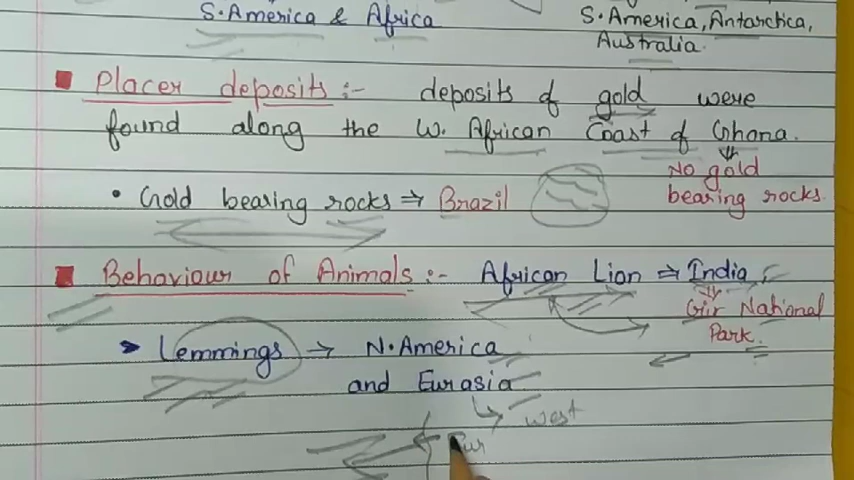 S.America & Africa
S.America, Antarctica,
Australia.
Placer deposits :- deposits of gold were
found along the W. African Coast of Ghana.
No gold
bearing rocks.
• Gold bearing rocks ⇒ Brazil
Behaviour of Animals :- African Lion ⇒ India,
Gir National
Park.
➤ Lemmings → N.America
and Eurasia
west
Eur